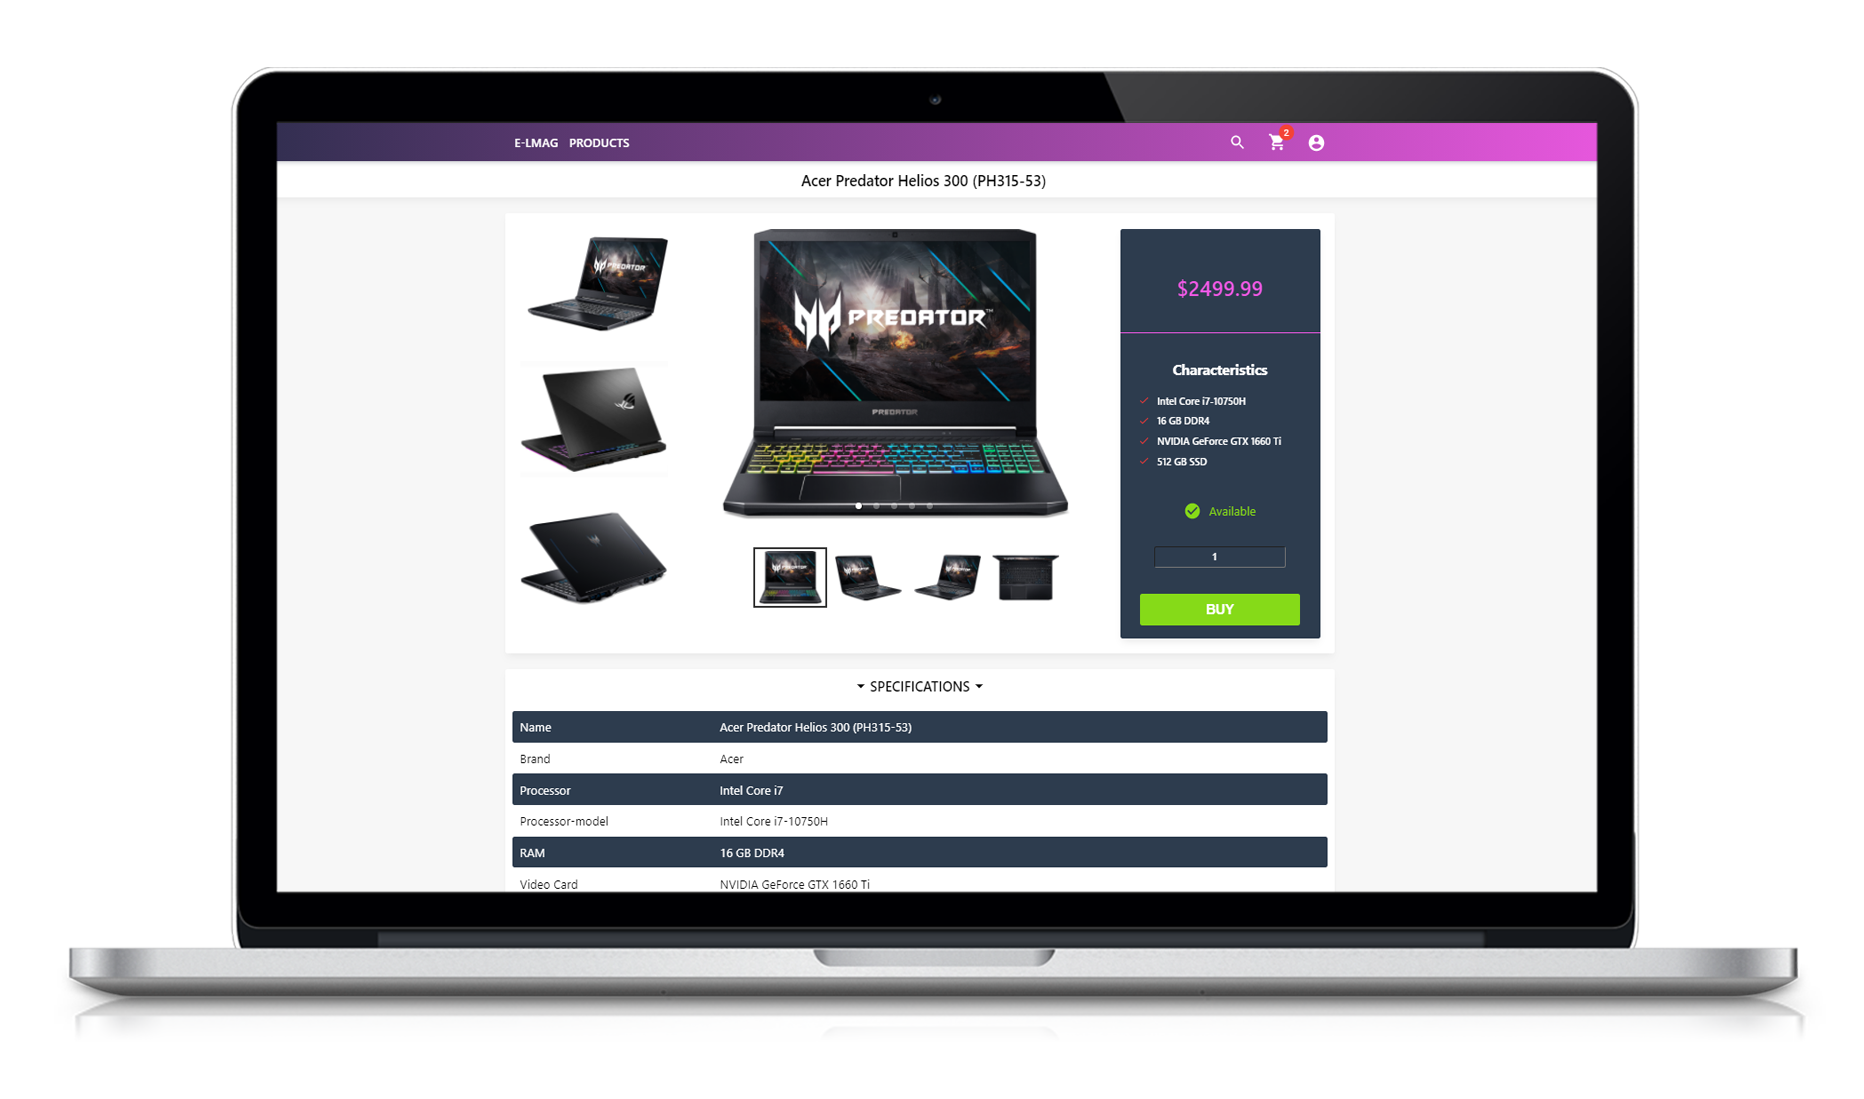 E-LMAG PRODUCTS
2
Acer Predator Helios 300 (PH315-53)
PREDATOR
PREDATOR™
PREDATOR
$2499.99
Characteristics
Intel Core i7-10750H
16 GB DDR4
NVIDIA GeForce GTX 1660 Ti
512 GB SSD
Available
1
BUY
SPECIFICATIONS
Name Acer Predator Helios 300 (PH315-53)
Brand Acer
Processor Intel Core i7
Processor-model Intel Core i7-10750H
RAM 16 GB DDR4
Video Card NVIDIA GeForce GTX 1660 Ti